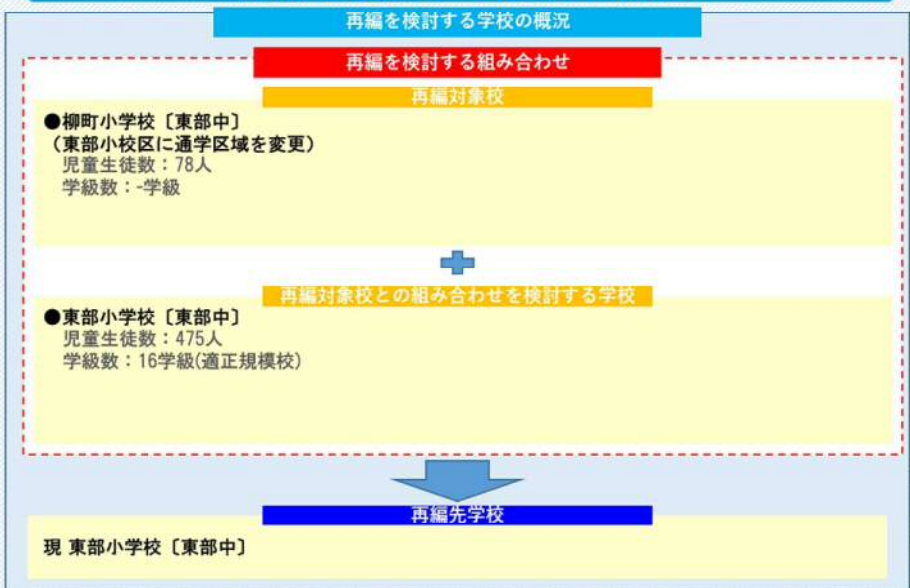 再編を検討する学校の概況
再編を検討する組み合わせ
再編対象校
●柳町小学校〔東部中〕
（東部小校区に通学区域を変更）
児童生徒数：78人
学級数：-学級
再編対象校との組み合わせを検討する学校
●東部小学校〔東部中〕
児童生徒数：475人
学級数：16学級(適正規模校)
再編先学校
現 東部小学校〔東部中〕